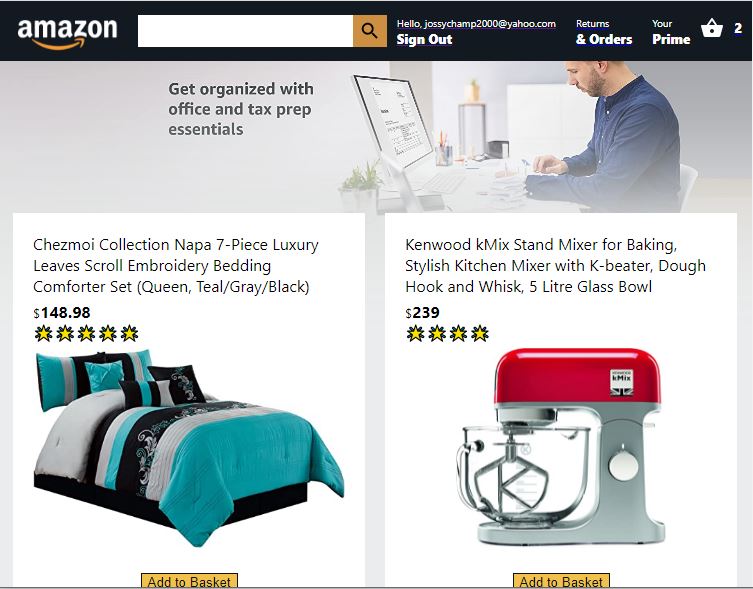 amazon
Hello, jossychamp2000@yahoo.com
Sign Out
Returns
& Orders
Your
Prime
2
Get organized with
office and tax prep
essentials
Chezmoi Collection Napa 7-Piece Luxury
Leaves Scroll Embroidery Bedding
Comforter Set (Queen, Teal/Gray/Black)
$148.98
Kenwood kMix Stand Mixer for Baking,
Stylish Kitchen Mixer with K-beater, Dough
Hook and Whisk, 5 Litre Glass Bowl
$239
KENWOOD
kMix
Add to Basket
Add to Basket